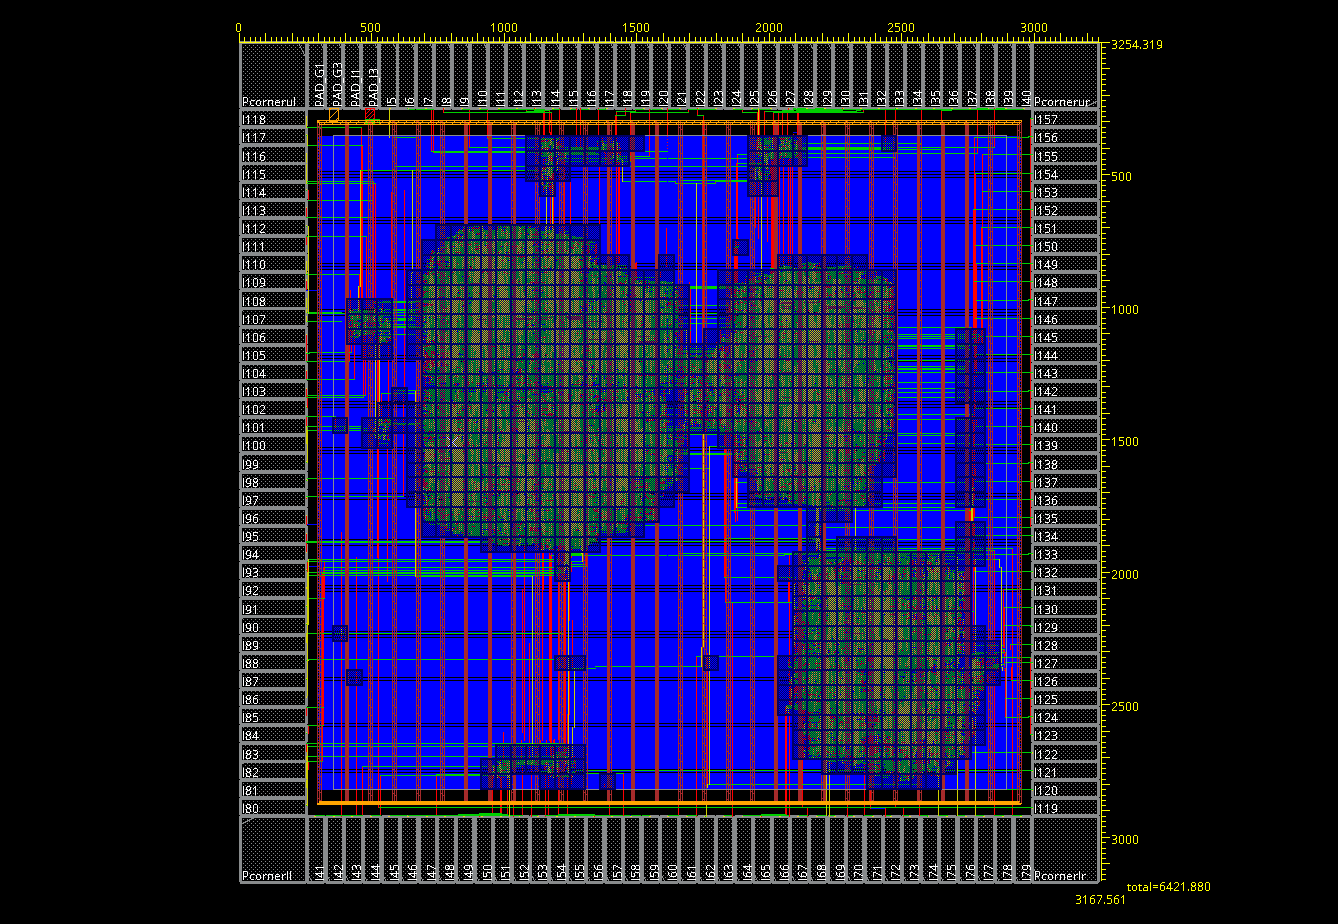 0 500 1000 1500 2000 2500 3000
3254.319
PAD_G1 PAD_G3 PAD_J1 PAD_J3 I5 I6 I7 I8 I9 I10 I11 I12 I13 I14 I15 I16 I17 I18 I19 I20 I21 I22 I23 I24 I25 I26 I27 I28 I29 I30 I31 I32 I33 I34 I35 I36 I37 I38 I39 I40
Pcornerul Pcornerur
I118 I157
I117 I156
I116 I155
I115 I154
500
I114 I153
I113 I152
I112 I151
I111 I150
I110 I149
I109 I148
I108 I147
1000
I107 I146
I106 I145
I105 I144
I104 I143
I103 I142
I102 I141
I101 I140
1500
I100 I139
I99 I138
I98 I137
I97 I136
I96 I135
I95 I134
I94 I133
I93 I132
2000
I92 I131
I91 I130
I90 I129
I89 I128
I88 I127
I87 I126
I86 I125
2500
I85 I124
I84 I123
I83 I122
I82 I121
I81 I120
I80 I119
3000
I41 I42 I43 I44 I45 I46 I47 I48 I49 I50 I51 I52 I53 I54 I55 I56 I57 I58 I59 I60 I61 I62 I63 I64 I65 I66 I67 I68 I69 I70 I71 I72 I73 I74 I75 I76 I77 I78 I79
Pcornerll Pcornerlr
total=6421.880
3167.561